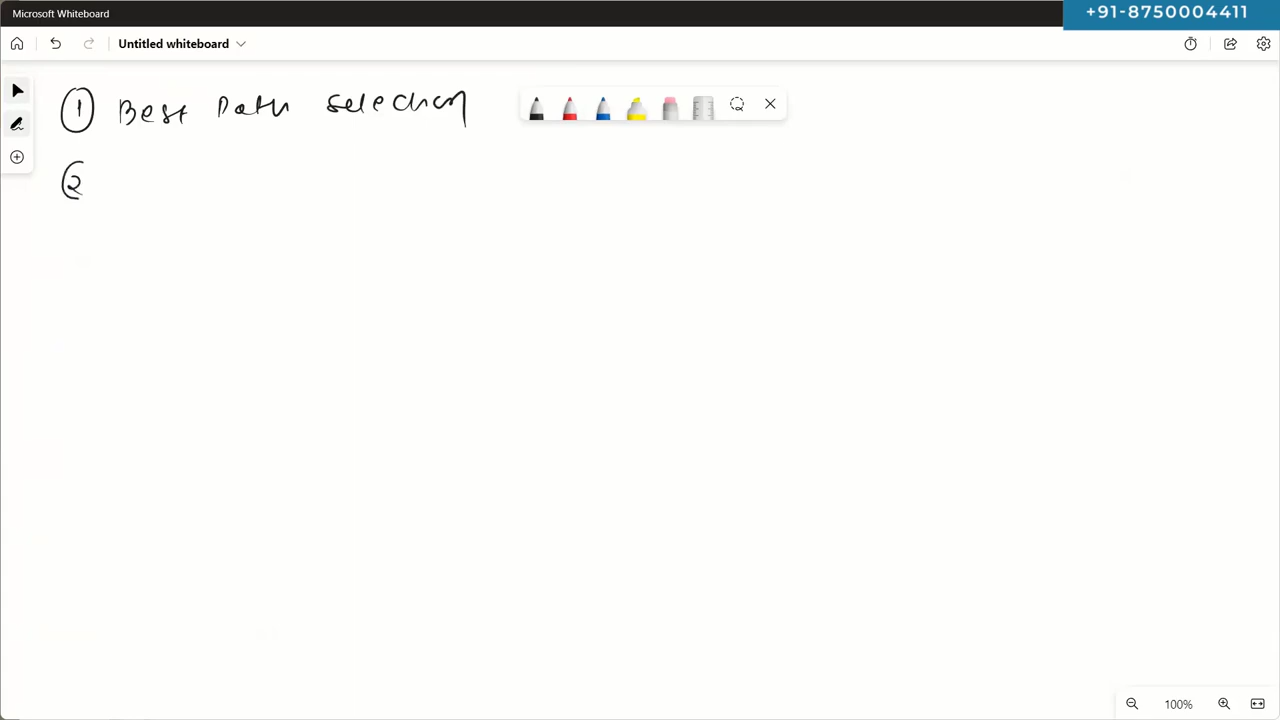 Microsoft Whiteboard
+91-8750004411
Untitled whiteboard
① Best Path Selection
②
100%